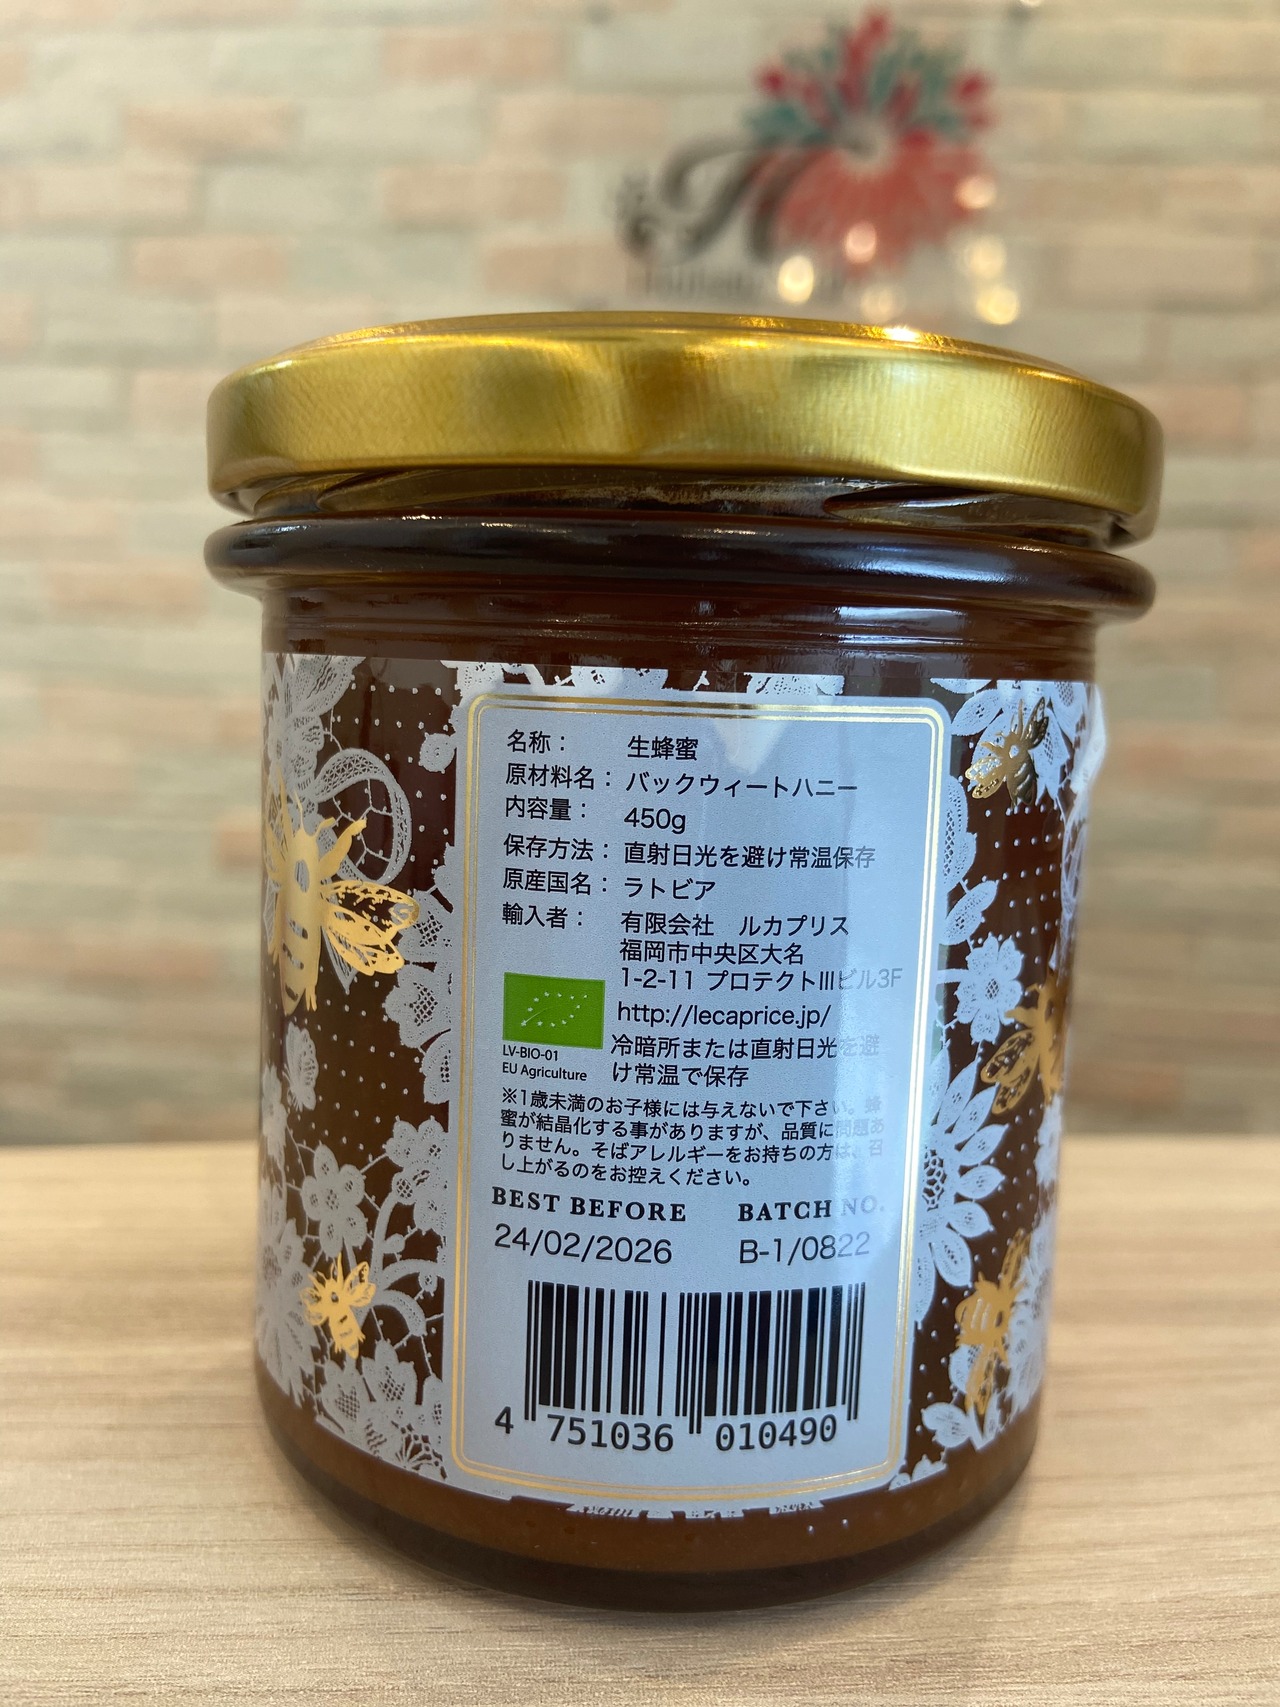 名称： 生蜂蜜
原材料名： バックウィートハニー
内容量： 450g
保存方法： 直射日光を避け常温保存
原産国名： ラトビア
輸入者： 有限会社 ルカプリス
福岡市中央区大名
1-2-11 プロテクトIIIビル3F
http://lecaprice.jp/
冷暗所または直射日光を避
け常温で保存
LV-BIO-01
EU Agriculture
※1歳未満のお子様には与えないで下さい。蜂
蜜が結晶化する事がありますが、品質に問題あ
りません。そばアレルギーをお持ちの方は、召
し上がるのをお控えください。
BEST BEFORE BATCH NO.
24/02/2026 B-1/0822
4 751036 010490